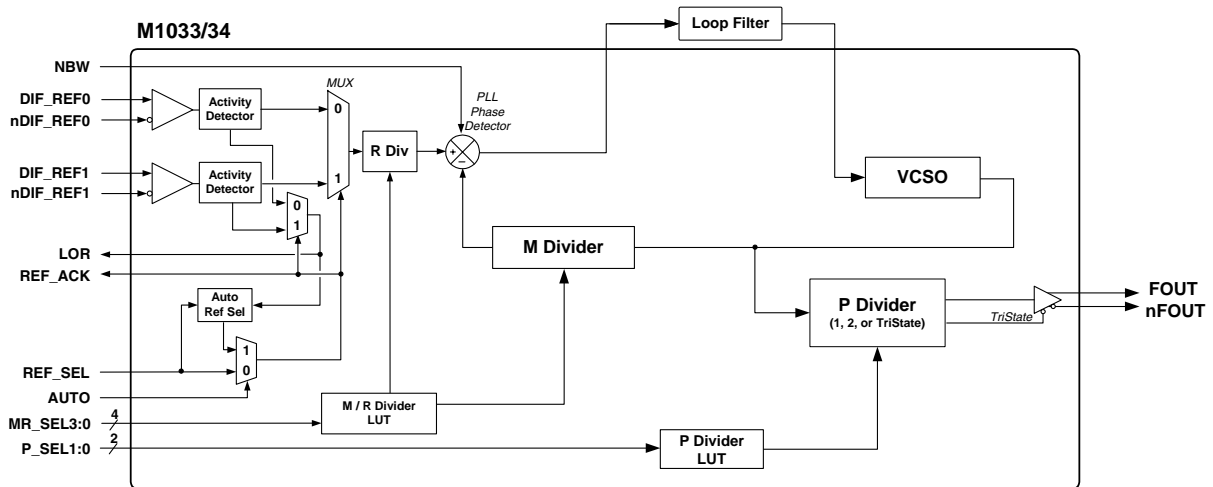 M1033/34
Loop Filter
NBW
MUX
DIF_REF0
nDIF_REF0
Activity
Detector
0
PLL
Phase
Detector
R Div
+
–
DIF_REF1
nDIF_REF1
Activity
Detector
1
VCSO
0
1
LOR
REF_ACK
M Divider
Auto
Ref Sel
P Divider
(1, 2, or TriState)
TriState
FOUT
nFOUT
1
0
REF_SEL
AUTO
MR_SEL3:0
4
M / R Divider
LUT
P_SEL1:0
2
P Divider
LUT